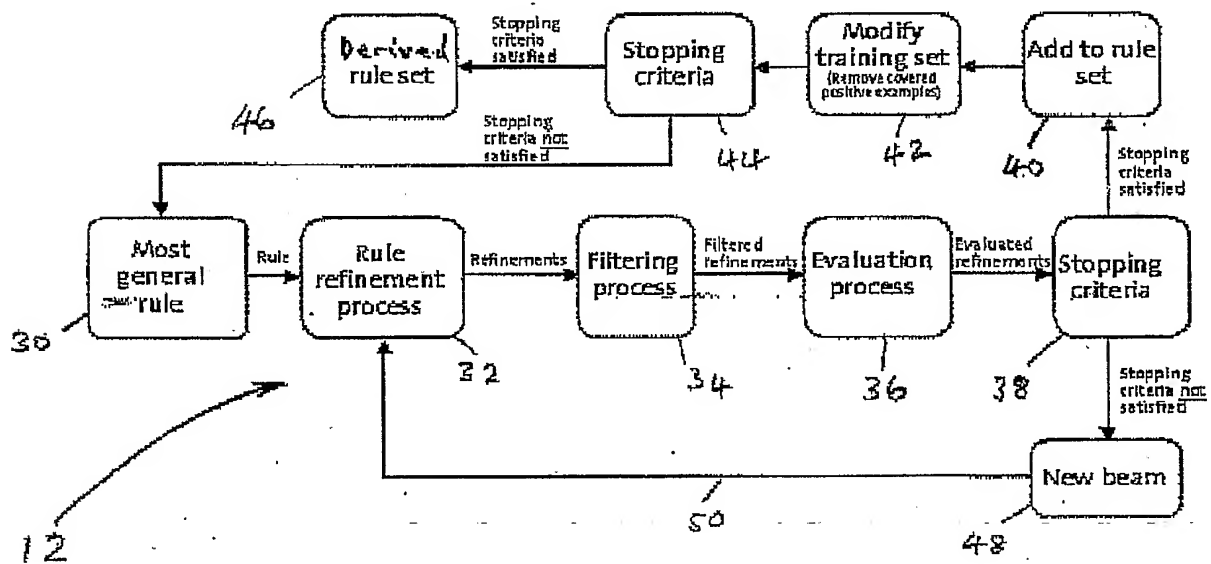 Derived
rule set
Stopping
criteria
satisfied
Stopping
criteria
Modify
training set
(Remove covered
positive examples)
Add to rule
set
46
Stopping
criteria not
satisfied
44
42
40
Stopping
criteria
satisfied
Most
general
rule
Rule
Rule
refinement
process
Refinements
Filtering
process
Filtered
refinements
Evaluation
process
Evaluated
refinements
Stopping
criteria
30
32
34
36
38
Stopping
criteria not
satisfied
New beam
12
50
48